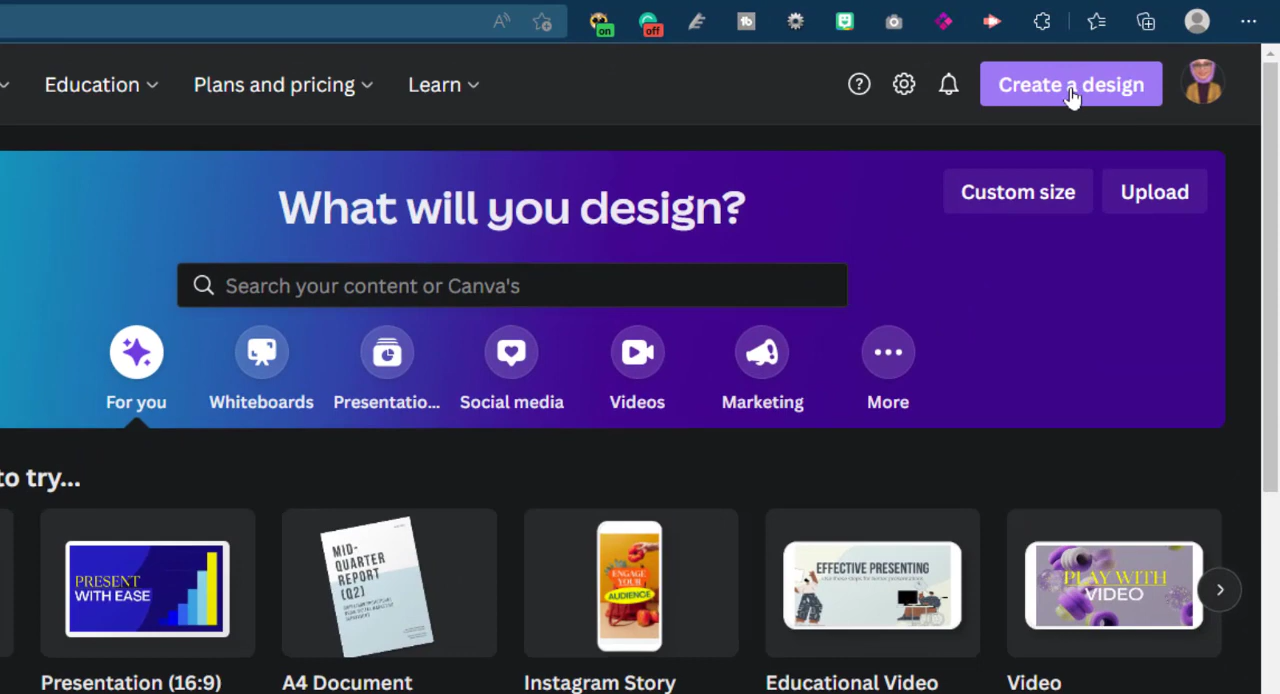 on
off
Education
Plans and pricing
Learn
Create a design
What will you design?
Custom size
Upload
Search your content or Canva's
For you
Whiteboards
Presentatio...
Social media
Videos
Marketing
More
to try...
PRESENT
WITH EASE
MID-
QUARTER
REPORT
(Q2)
ENGAGE
YOUR
AUDIENCE
EFFECTIVE PRESENTING
PLAY WITH
VIDEO
Presentation (16:9)
A4 Document
Instagram Story
Educational Video
Video